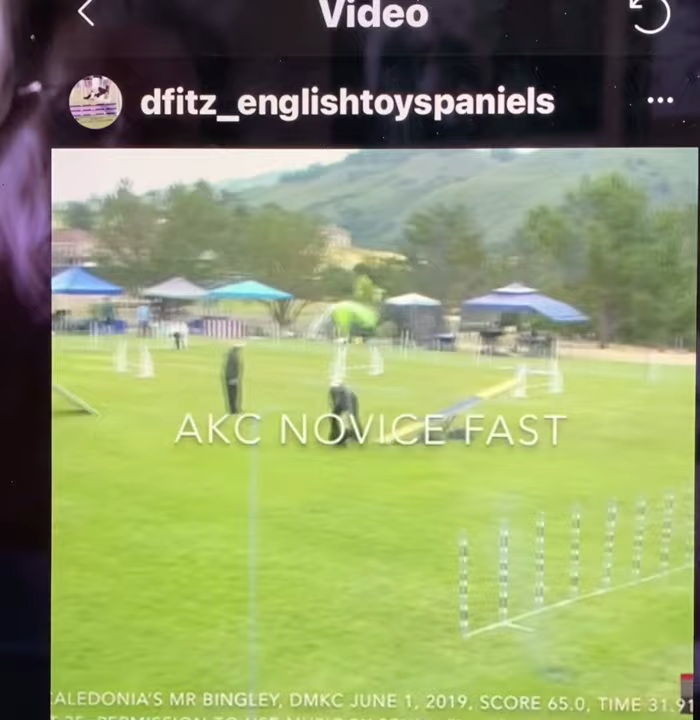 Video
dfitz_englishtoyspaniels
AKC NOVICE FAST
CALEDONIA'S MR BINGLEY, DMKC JUNE 1, 2019, SCORE 65.0, TIME 31.91
PERMISSION TO USE MUSIC